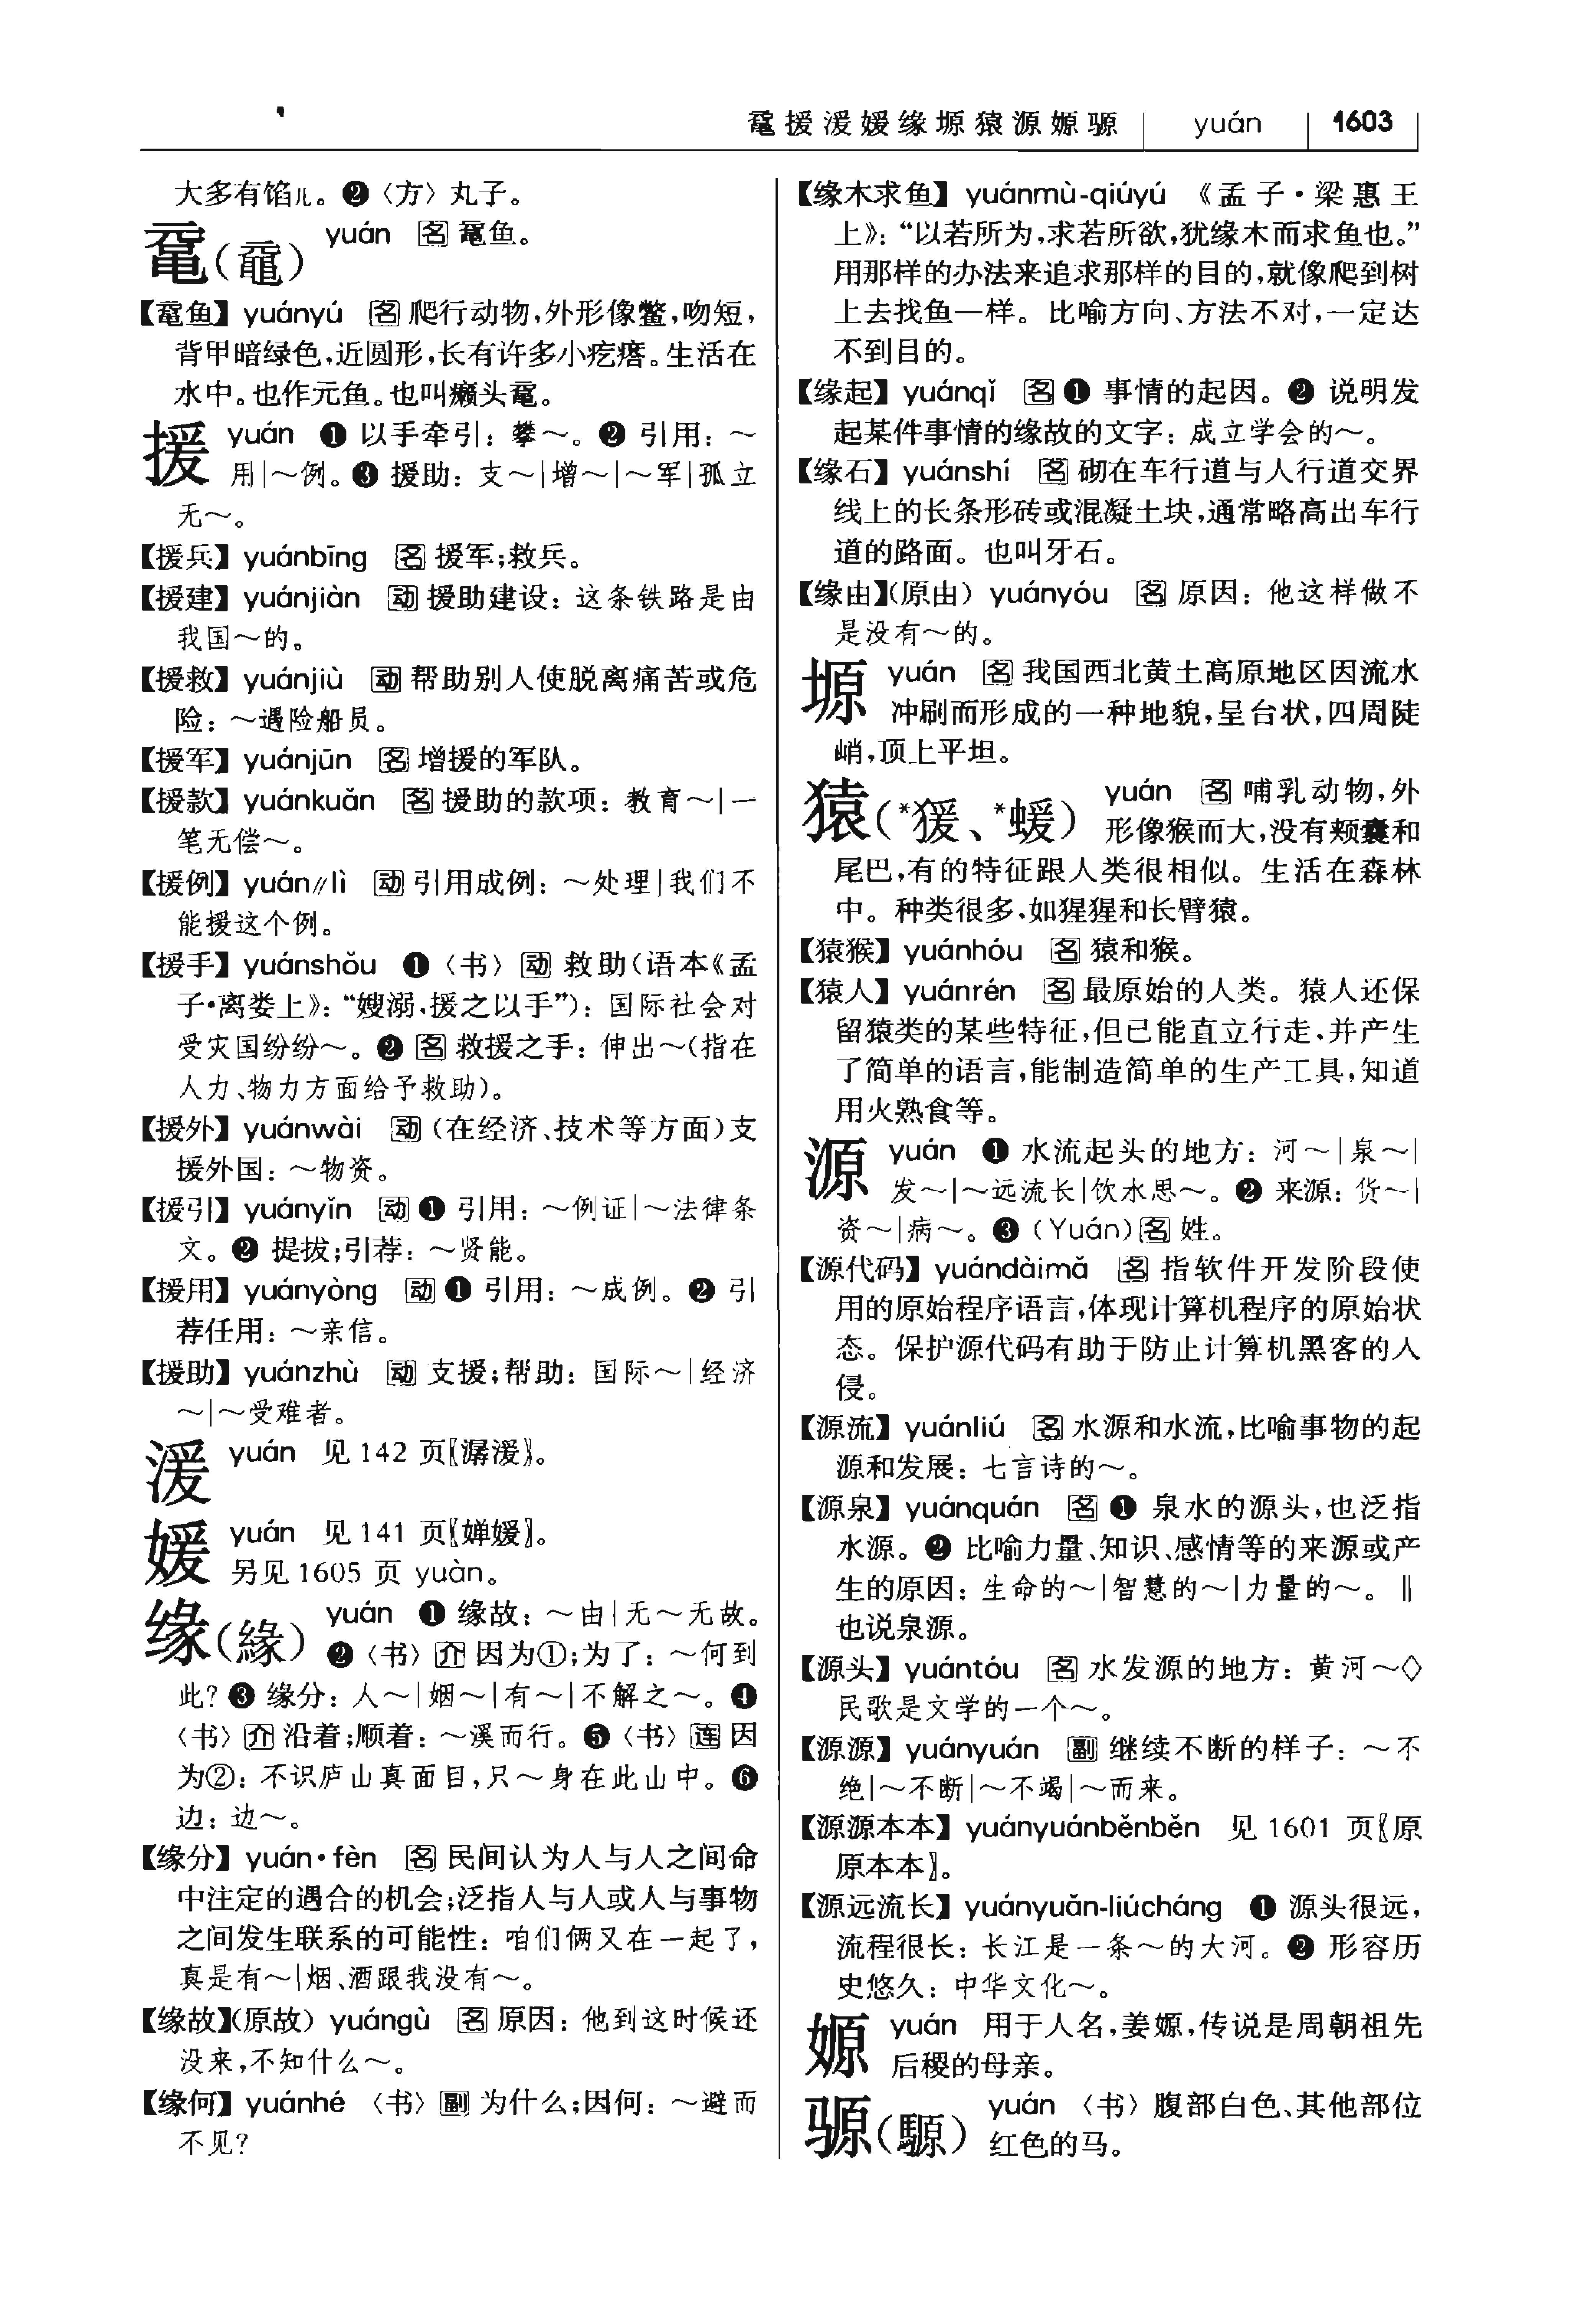 鼋援湲媛缘塬猿源嫄騵 yuán 1603
大多有馅儿。❷〈方〉丸子。
鼋(黿) yuán 名 鼋鱼。
【鼋鱼】yuányú 名 爬行动物,外形像鳖,吻短,
背甲暗绿色,近圆形,长有许多小疙瘩。生活在
水中。也作元鱼。也叫癞头鼋。
援 yuán ❶ 以手牵引:攀～。❷ 引用:～
用|～例。❸ 援助:支～|增～|～军|孤立
无～。
【援兵】yuánbīng 名 援军;救兵。
【援建】yuánjiàn 动 援助建设:这条铁路是由
我国～的。
【援救】yuánjiù 动 帮助别人使脱离痛苦或危
险:～遇险船员。
【援军】yuánjūn 名 增援的军队。
【援款】yuánkuǎn 名 援助的款项:教育～|一
笔无偿～。
【援例】yuán∥lì 动 引用成例:～处理|我们不
能援这个例。
【援手】yuánshǒu ❶〈书〉动 救助(语本《孟
子·离娄上》:“嫂溺,援之以手”):国际社会对
受灾国纷纷～。❷ 名 救援之手:伸出～(指在
人力、物力方面给予救助)。
【援外】yuánwài 动 (在经济、技术等方面)支
援外国:～物资。
【援引】yuányǐn 动 ❶ 引用:～例证|～法律条
文。❷ 提拔;引荐:～贤能。
【援用】yuányòng 动 ❶ 引用:～成例。❷ 引
荐任用:～亲信。
【援助】yuánzhù 动 支援;帮助:国际～|经济
～|～受难者。
湲 yuán 见 142 页〖潺湲〗。
媛 yuán 见 141 页〖婵媛〗。
另见 1605 页 yuàn。
缘(緣) yuán ❶ 缘故:～由|无～无故。
❷〈书〉介 因为①;为了:～何到
此?❸ 缘分:人～|姻～|有～|不解之～。❹
〈书〉介 沿着;顺着:～溪而行。❺〈书〉连 因
为②:不识庐山真面目,只～身在此山中。❻
边:边～。
【缘分】yuán·fèn 名 民间认为人与人之间命
中注定的遇合的机会;泛指人与人或人与事物
之间发生联系的可能性:咱们俩又在一起了,
真是有～|烟、酒跟我没有～。
【缘故】(原故) yuángù 名 原因:他到这时候还
没来,不知什么～。
【缘何】yuánhé 〈书〉副 为什么;因何:～避而
不见?
【缘木求鱼】yuánmù-qiúyú 《孟子·梁惠王
上》:“以若所为,求若所欲,犹缘木而求鱼也。”
用那样的办法来追求那样的目的,就像爬到树
上去找鱼一样。比喻方向、方法不对,一定达
不到目的。
【缘起】yuánqǐ 名 ❶ 事情的起因。❷ 说明发
起某件事情的缘故的文字:成立学会的～。
【缘石】yuánshí 名 砌在车行道与人行道交界
线上的长条形砖或混凝土块,通常略高出车行
道的路面。也叫牙石。
【缘由】(原由) yuányóu 名 原因:他这样做不
是没有～的。
塬 yuán 名 我国西北黄土高原地区因流水
冲刷而形成的一种地貌,呈台状,四周陡
峭,顶上平坦。
猿(*猨、*蝯) yuán 名 哺乳动物,外
形像猴而大,没有颊囊和
尾巴,有的特征跟人类很相似。生活在森林
中。种类很多,如猩猩和长臂猿。
【猿猴】yuánhóu 名 猿和猴。
【猿人】yuánrén 名 最原始的人类。猿人还保
留猿类的某些特征,但已能直立行走,并产生
了简单的语言,能制造简单的生产工具,知道
用火熟食等。
源 yuán ❶ 水流起头的地方:河～|泉～|
发～|～远流长|饮水思～。❷ 来源:货～|
资～|病～。❸ (Yuán) 名 姓。
【源代码】yuándàimǎ 名 指软件开发阶段使
用的原始程序语言,体现计算机程序的原始状
态。保护源代码有助于防止计算机黑客的入
侵。
【源流】yuánliú 名 水源和水流,比喻事物的起
源和发展:七言诗的～。
【源泉】yuánquán 名 ❶ 泉水的源头,也泛指
水源。❷ 比喻力量、知识、感情等的来源或产
生的原因:生命的～|智慧的～|力量的～。‖
也说泉源。
【源头】yuántóu 名 水发源的地方:黄河～◇
民歌是文学的一个～。
【源源】yuányuán 副 继续不断的样子:～不
绝|～不断|～不竭|～而来。
【源源本本】yuányuánběnběn 见 1601 页〖原
原本本〗。
【源远流长】yuányuǎn-liúcháng ❶ 源头很远,
流程很长:长江是一条～的大河。❷ 形容历
史悠久:中华文化～。
嫄 yuán 用于人名,姜嫄,传说是周朝祖先
后稷的母亲。
騵(騵) yuán 〈书〉腹部白色、其他部位
红色的马。